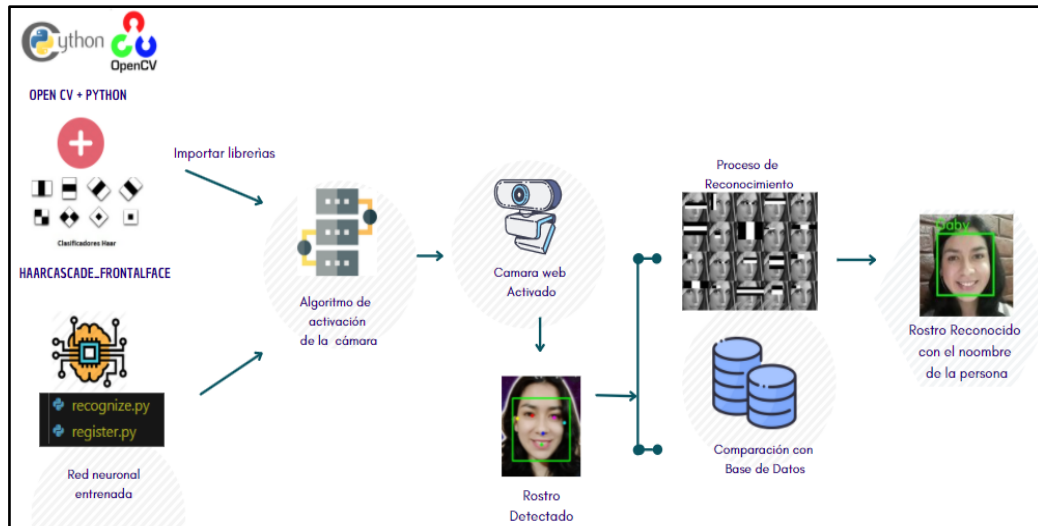 ython
OpenCV
OPEN CV + PYTHON
Importar librerias
Clasificadores Haar
HAARCASCADE_FRONTALFACE
recognize.py
register.py
Red neuronal
entrenada
Algoritmo de
activación
de la cámara
Camara web
Activado
Rostro
Detectado
Proceso de
Reconocimiento
Comparación con
Base de Datos
Gaby
Rostro Reconocido
con el noombre
de la persona